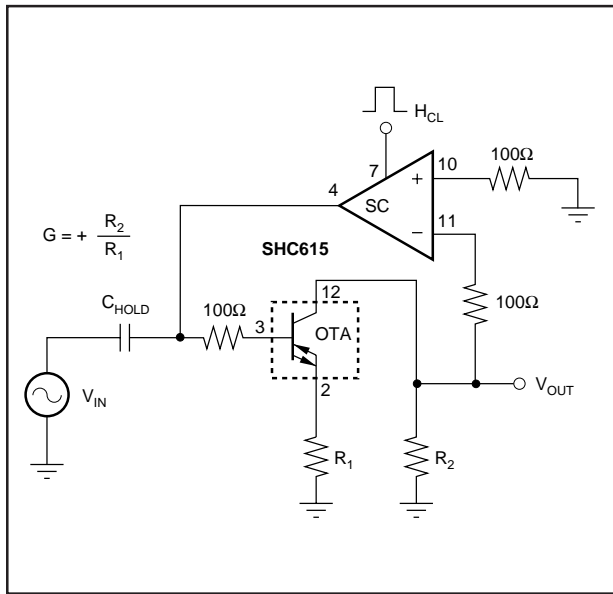 H_CL
7
10
100Ω
4
+
SC
11
−
G = + R_2 / R_1
SHC615
12
C_HOLD
100Ω
100Ω
3
OTA
V_IN
2
V_OUT
R_1
R_2